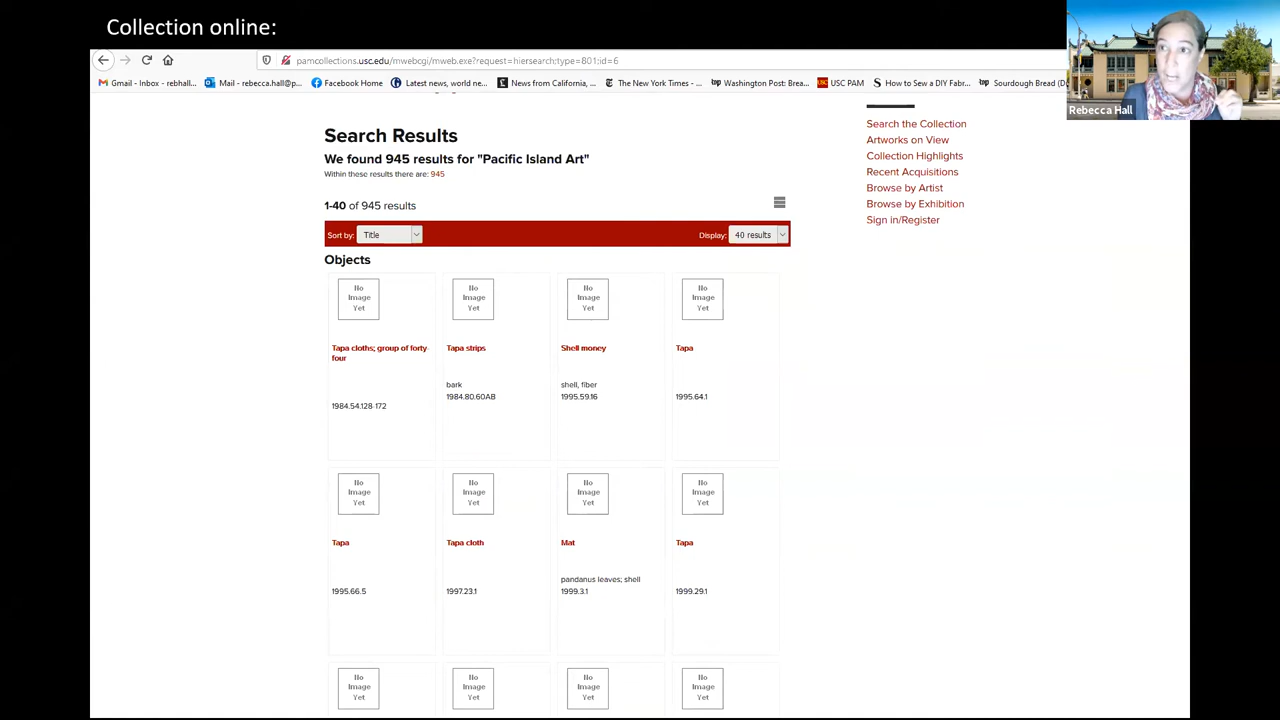 Collection online:
Rebecca Hall
pamcollections.usc.edu/mwebcgi/mweb.exe?request=hiersearch;type=801;id=6
Gmail - Inbox - rebhall... Mail - rebecca.hall@p... Facebook Home Latest news, world ne... News from California, ... The New York Times - ... Washington Post: Brea... USC PAM How to Sew a DIY Fabr... Sourdough Bread (D
Search Results
We found 945 results for "Pacific Island Art"
Within these results there are: 945
1-40 of 945 results
Sort by: Title Display: 40 results
Search the Collection
Artworks on View
Collection Highlights
Recent Acquisitions
Browse by Artist
Browse by Exhibition
Sign in/Register
Objects
No Image Yet
Tapa cloths; group of forty-four
1984.54.128-172
No Image Yet
Tapa strips
bark
1984.80.60AB
No Image Yet
Shell money
shell, fiber
1995.59.16
No Image Yet
Tapa
1995.64.1
No Image Yet
Tapa
1995.66.5
No Image Yet
Tapa cloth
1997.23.1
No Image Yet
Mat
pandanus leaves; shell
1999.3.1
No Image Yet
Tapa
1999.29.1
No Image Yet
No Image Yet
No Image Yet
No Image Yet